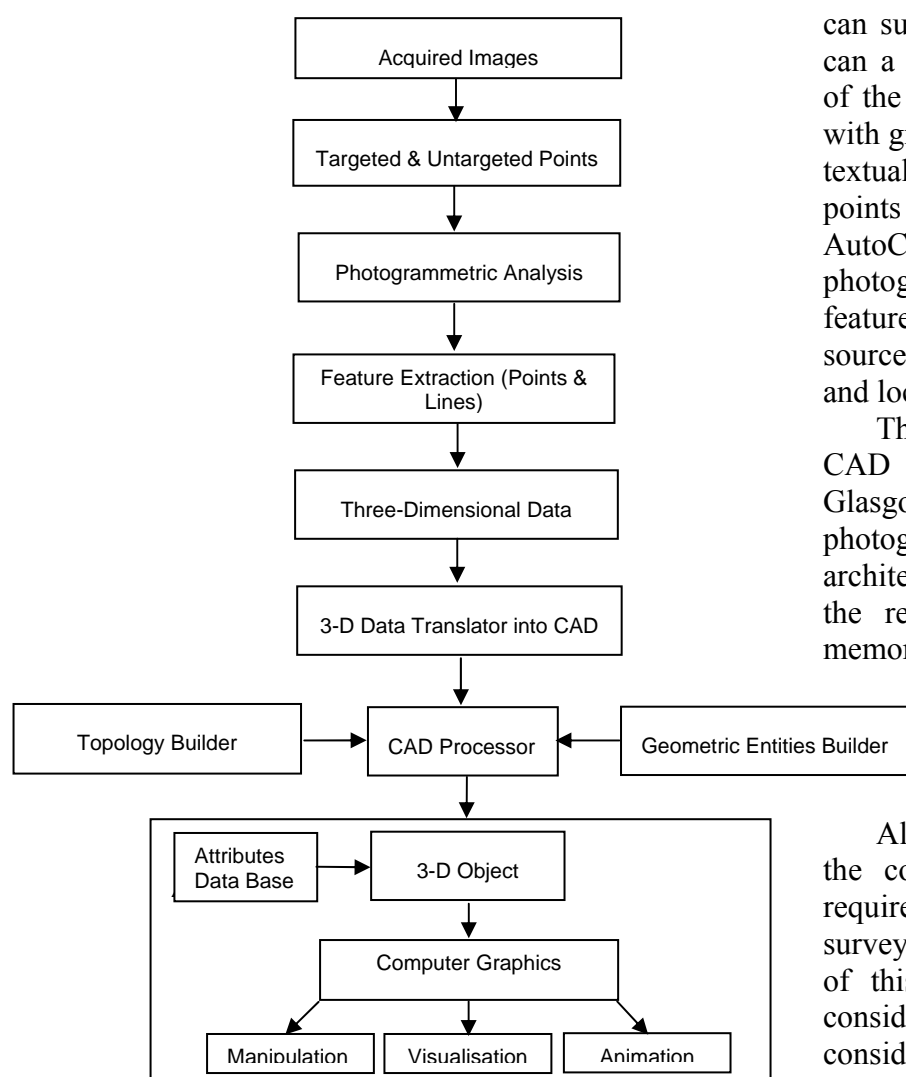 Acquired Images
Targeted & Untargeted Points
Photogrammetric Analysis
Feature Extraction (Points &
Lines)
Three-Dimensional Data
3-D Data Translator into CAD
Topology Builder
CAD Processor
Geometric Entities Builder
Attributes
Data Base
3-D Object
Computer Graphics
Manipulation
Visualisation
Animation
can su
can a
of the
with g
textual
points
AutoC
photog
feature
source
and loc
Th
CAD
Glasgo
photog
archite
the re
memor
Al
the co
require
survey
of this
consid
consid